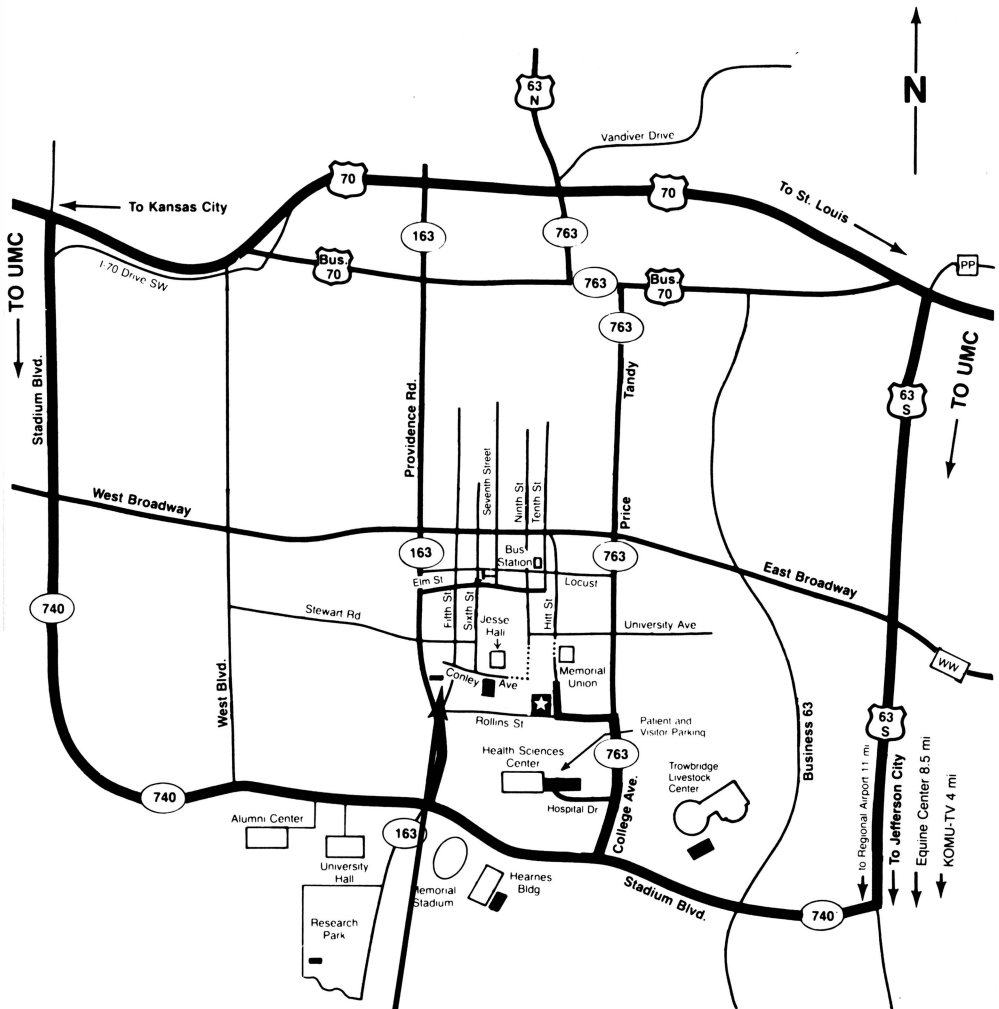 63
N
N
Vandiver Drive
70
70
To St. Louis
To Kansas City
163
763
TO UMC
I-70 Drive SW
Bus.
70
763
Bus.
70
PP
763
TO UMC
Stadium Blvd.
Providence Rd.
Tandy
63
S
Seventh Street
Ninth St
Tenth St
West Broadway
Price
163
Bus
Station
763
Elm St
Locust
East Broadway
740
Stewart Rd
Fifth St
Sixth St
Jesse
Hall
Hitt St
University Ave
West Blvd.
Conley Ave
Memorial
Union
WW
Rollins St
Patient and
Visitor Parking
63
S
Business 63
Health Sciences
Center
763
Trowbridge
Livestock
Center
to Regional Airport 11 mi
To Jefferson City
Equine Center 8.5 mi
KOMU-TV 4 mi
740
Hospital Dr
College Ave.
Alumni Center
163
University
Hall
Memorial
Stadium
Hearnes
Bldg
Stadium Blvd.
740
Research
Park